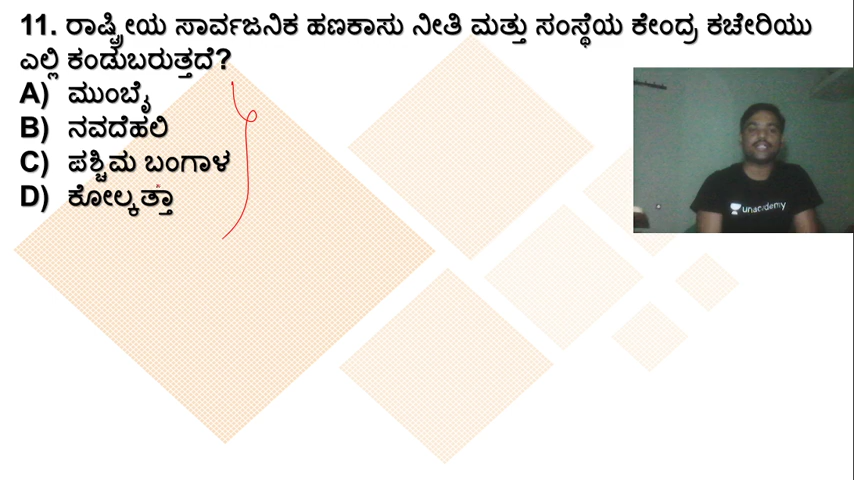 11. ರಾಷ್ಟ್ರೀಯ ಸಾರ್ವಜನಿಕ ಹಣಕಾಸು ನೀತಿ ಮತ್ತು ಸಂಸ್ಥೆಯ ಕೇಂದ್ರ ಕಚೇರಿಯು
ಎಲ್ಲಿ ಕಂಡುಬರುತ್ತದೆ?
A) ಮುಂಬೈ
B) ನವದೆಹಲಿ
C) ಪಶ್ಚಿಮ ಬಂಗಾಳ
D) ಕೋಲ್ಕತ್ತಾ
unacademy